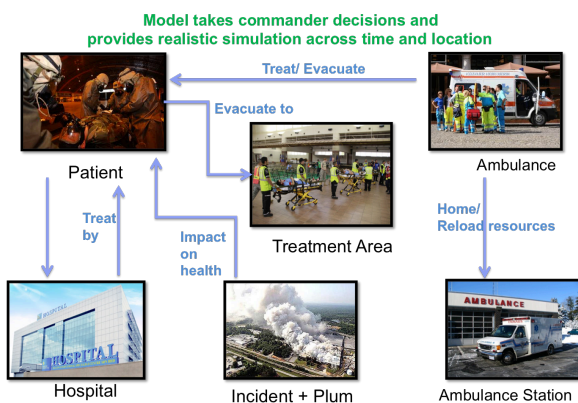 Model takes commander decisions and
provides realistic simulation across time and location
Treat/ Evacuate
Evacuate to
Patient
Ambulance
Treat
by
Impact
on
health
Treatment Area
Home/
Reload resources
HOSPITAL
HOSPITAL
AMBULANCE
Hospital
Incident + Plum
Ambulance Station